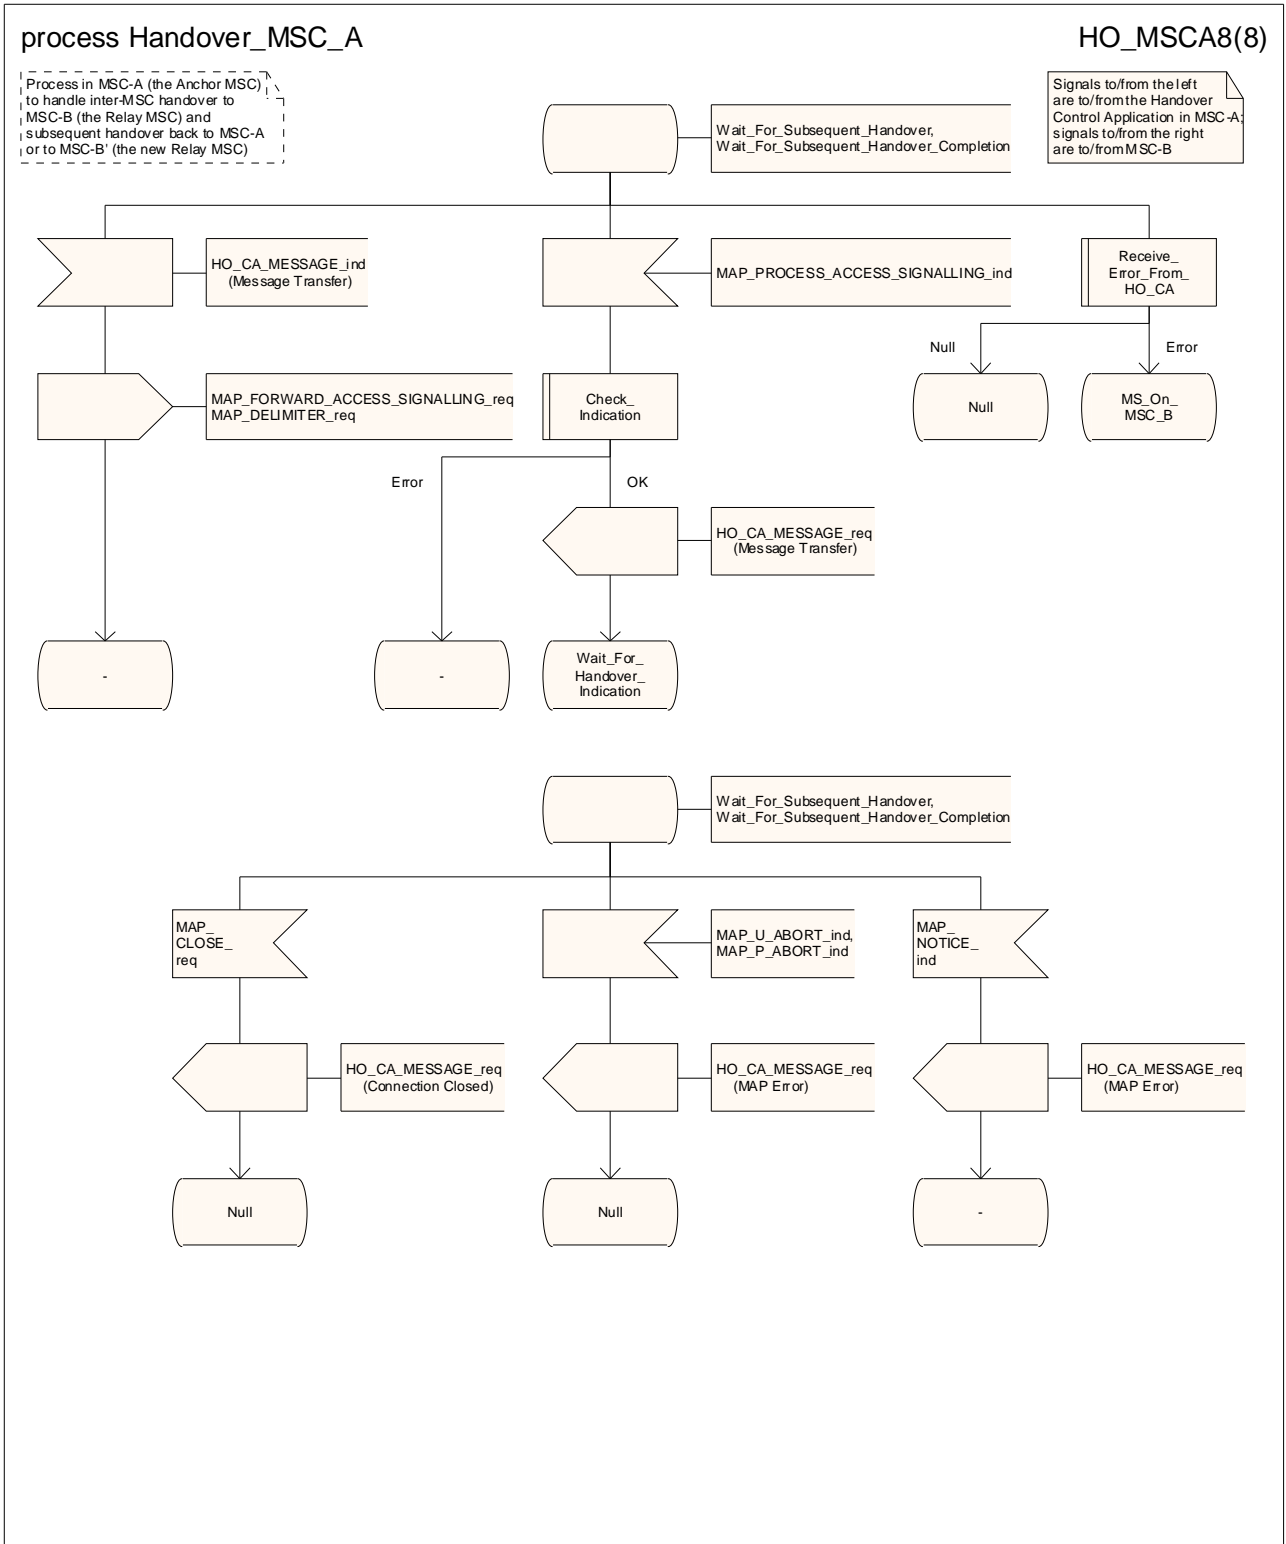 process Handover_MSC_A
HO_MSCA8(8)
Process in MSC-A (the Anchor MSC)
to handle inter-MSC handover to
MSC-B (the Relay MSC) and
subsequent handover back to MSC-A
or to MSC-B' (the new Relay MSC)
Signals to/from the left
are to/from the Handover
Control Application in MSC-A;
signals to/from the right
are to/from MSC-B
Wait_For_Subsequent_Handover,
Wait_For_Subsequent_Handover_Completion
HO_CA_MESSAGE_ind
(Message Transfer)
MAP_PROCESS_ACCESS_SIGNALLING_ind
Receive_
Error_From_
HO_CA
Null
Error
MAP_FORWARD_ACCESS_SIGNALLING_req
MAP_DELIMITER_req
Check_
Indication
Null
MS_On_
MSC_B
Error
OK
HO_CA_MESSAGE_req
(Message Transfer)
-
-
Wait_For_
Handover_
Indication
Wait_For_Subsequent_Handover,
Wait_For_Subsequent_Handover_Completion
MAP_
CLOSE_
req
MAP_U_ABORT_ind,
MAP_P_ABORT_ind
MAP_
NOTICE_
ind
HO_CA_MESSAGE_req
(Connection Closed)
HO_CA_MESSAGE_req
(MAP Error)
HO_CA_MESSAGE_req
(MAP Error)
Null
Null
-